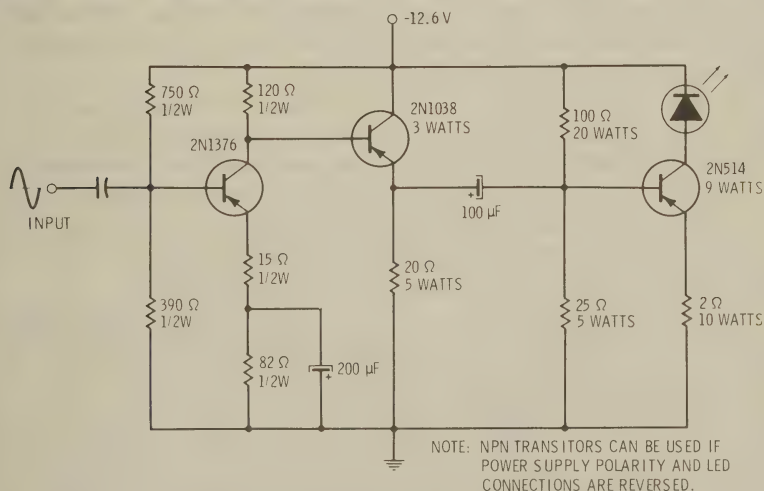 -12.6 V
750 Ω
1/2W
120 Ω
1/2W
2N1038
3 WATTS
100 Ω
20 WATTS
2N1376
2N514
9 WATTS
INPUT
100 µF
15 Ω
1/2W
20 Ω
5 WATTS
390 Ω
1/2W
25 Ω
5 WATTS
2 Ω
10 WATTS
82 Ω
1/2W
200 µF
NOTE: NPN TRANSITORS CAN BE USED IF
POWER SUPPLY POLARITY AND LED
CONNECTIONS ARE REVERSED.